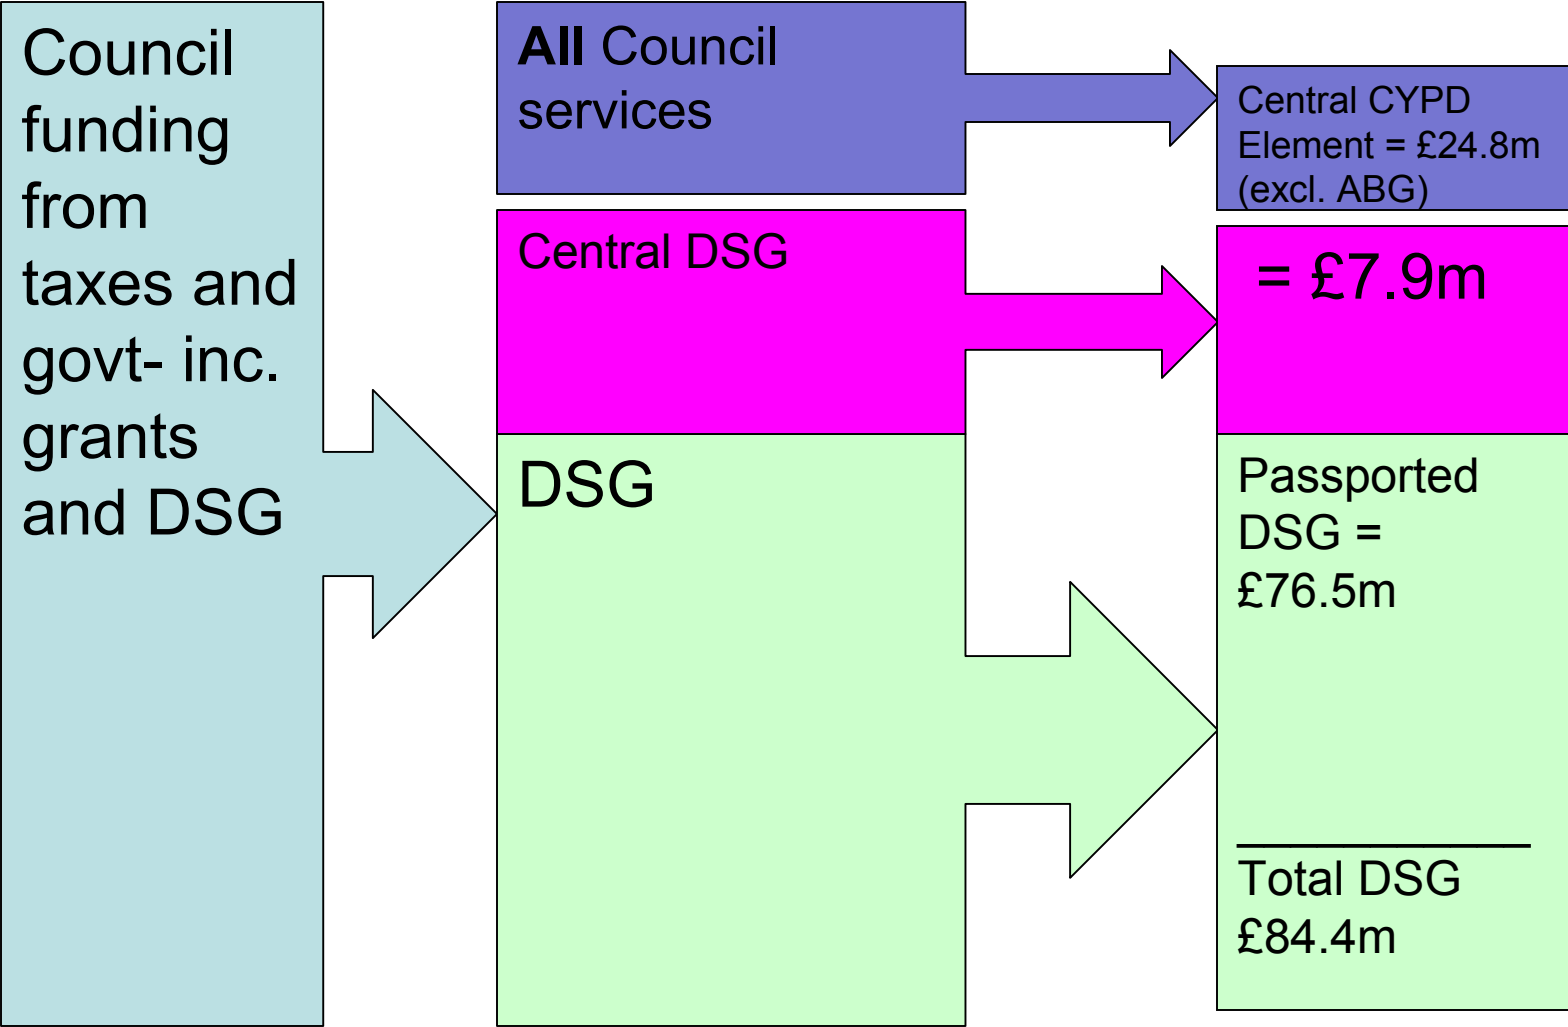 Council
funding
from
taxes and
govt- inc.
grants
and DSG
All Council
services
Central DSG
DSG
Central CYPD
Element = £24.8m
(excl. ABG)
= £7.9m
Passported
DSG =
£76.5m
Total DSG
£84.4m